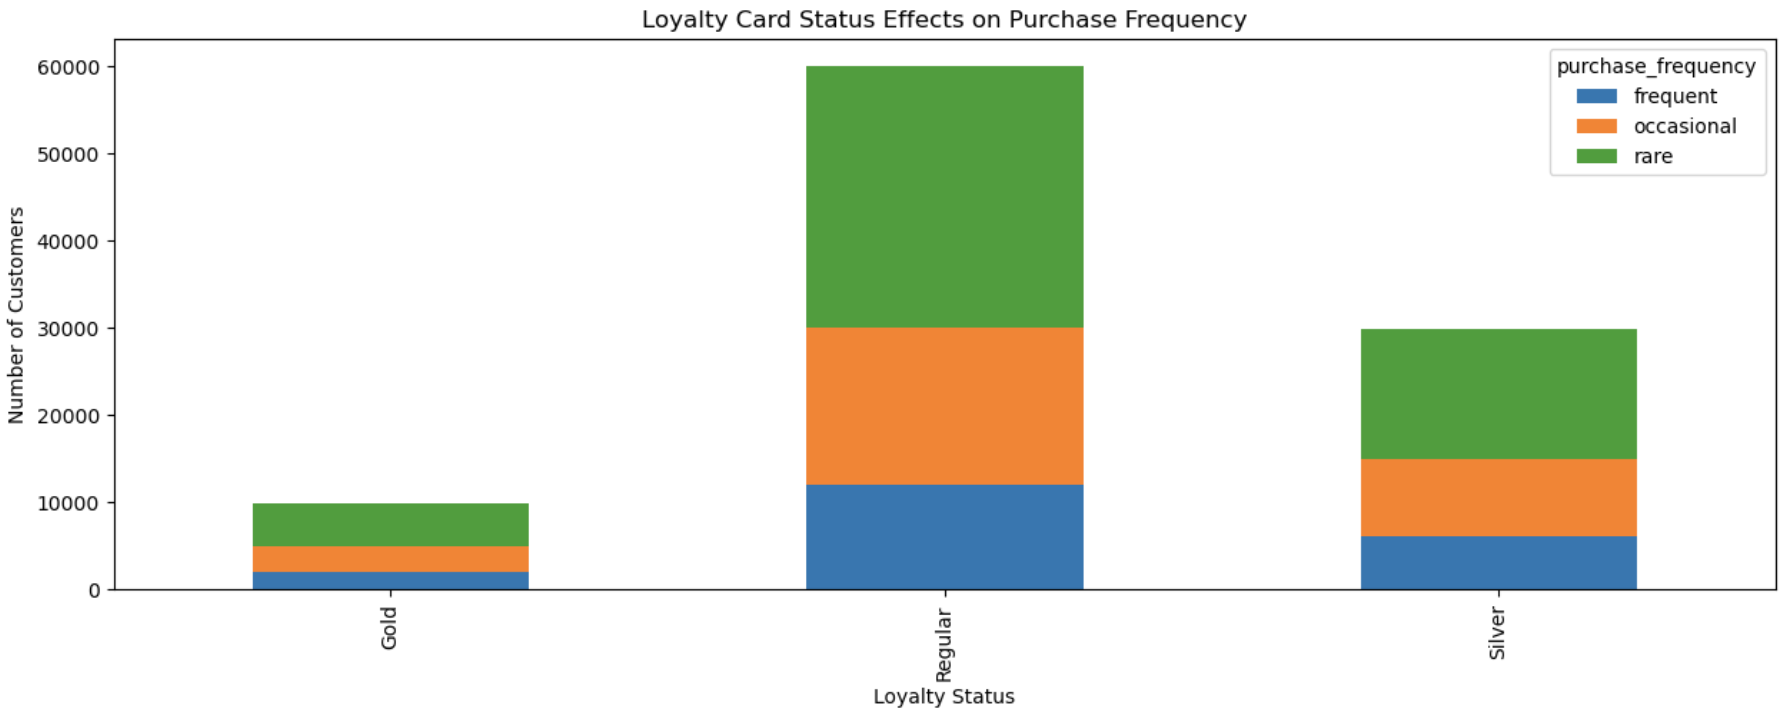 Loyalty Card Status Effects on Purchase Frequency
purchase_frequency
frequent
occasional
rare
Number of Customers
60000
50000
40000
30000
20000
10000
0
Gold
Regular
Silver
Loyalty Status